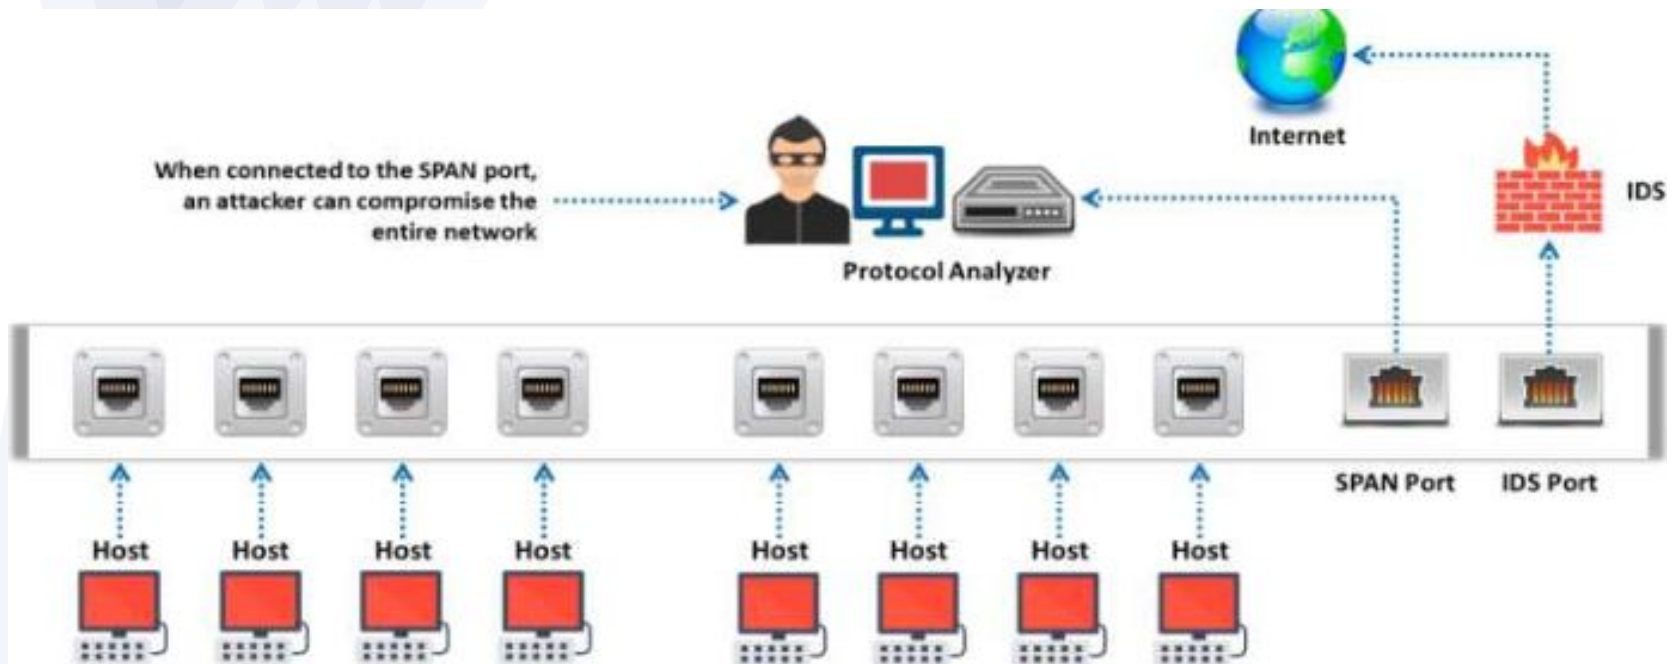 Internet
When connected to the SPAN port,
an attacker can compromise the
entire network
IDS
Protocol Analyzer
SPAN Port
IDS Port
Host
Host
Host
Host
Host
Host
Host
Host